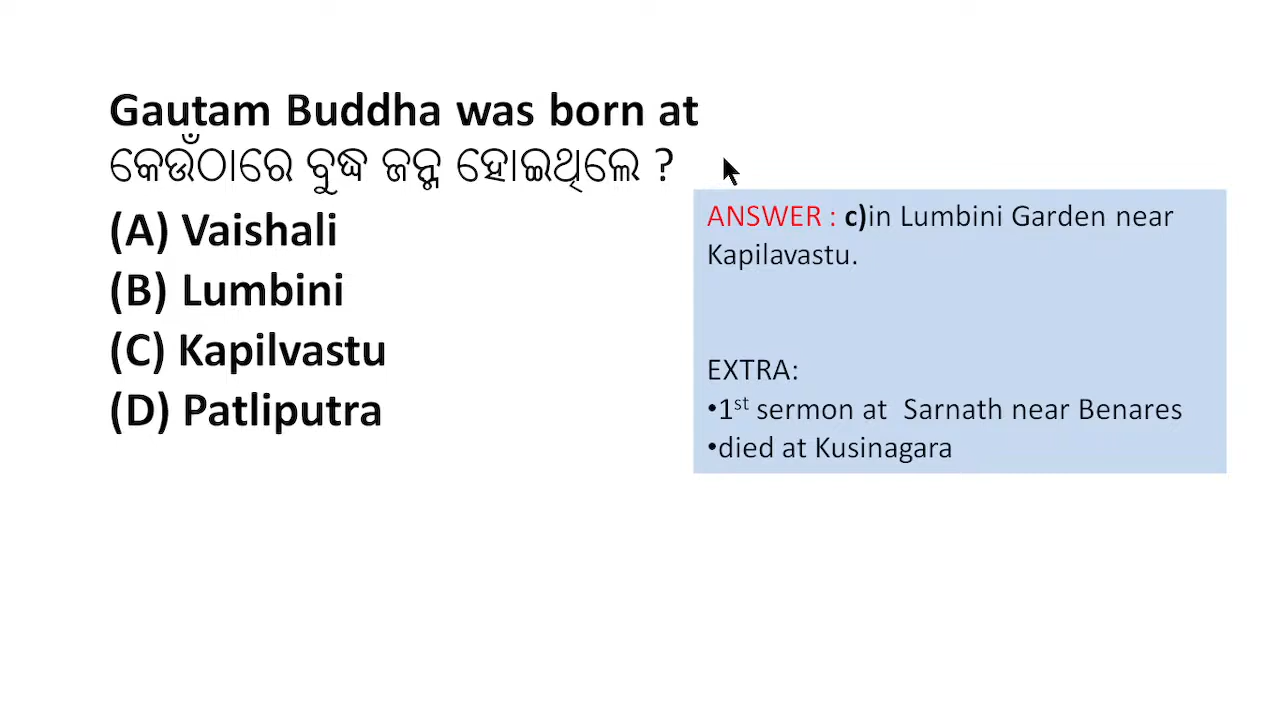 Gautam Buddha was born at
କେଉଁଠାରେ ବୁଦ୍ଧ ଜନ୍ମ ହୋଇଥିଲେ ?
(A) Vaishali
(B) Lumbini
(C) Kapilvastu
(D) Patliputra
ANSWER : c)in Lumbini Garden near
Kapilavastu.
EXTRA:
•1st sermon at Sarnath near Benares
•died at Kusinagara